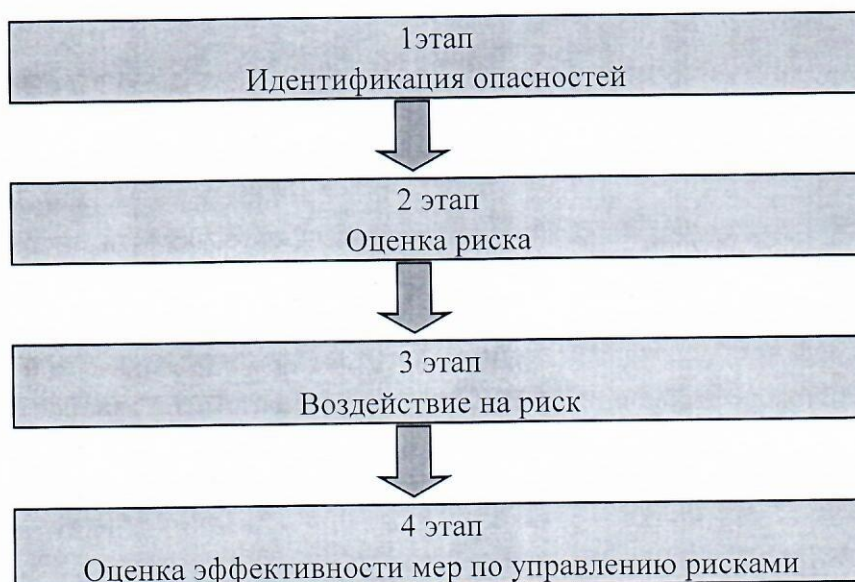 1этап
Идентификация опасностей
2 этап
Оценка риска
3 этап
Воздействие на риск
4 этап
Оценка эффективности мер по управлению рисками